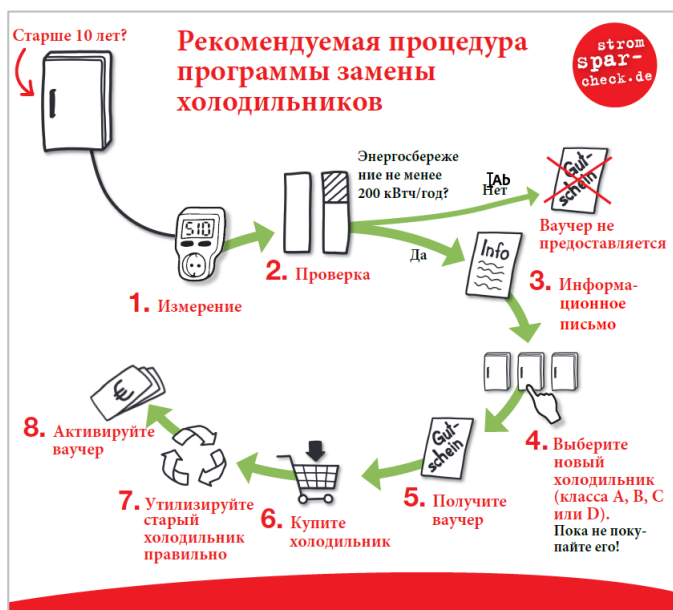 Старше 10 лет?
Рекомендуемая процедура
программы замены
холодильников
strom
spar-
check.de
Энергосбереже
ние не менее
200 кВтч/год?
Ab
Нет
Gut-
schein
Ваучер не
предоставляется
510
Да
Info
1. Измерение
2. Проверка
3. Информа-
ционное
письмо
4. Выберите
новый
холодильник
(класса A, B, C
или D).
Пока не поку-
пайте его!
Gut-
schein
5. Получите
ваучер
6. Купите
холодильник
7. Утилизируйте
старый
холодильник
правильно
€
8. Активируйте
ваучер